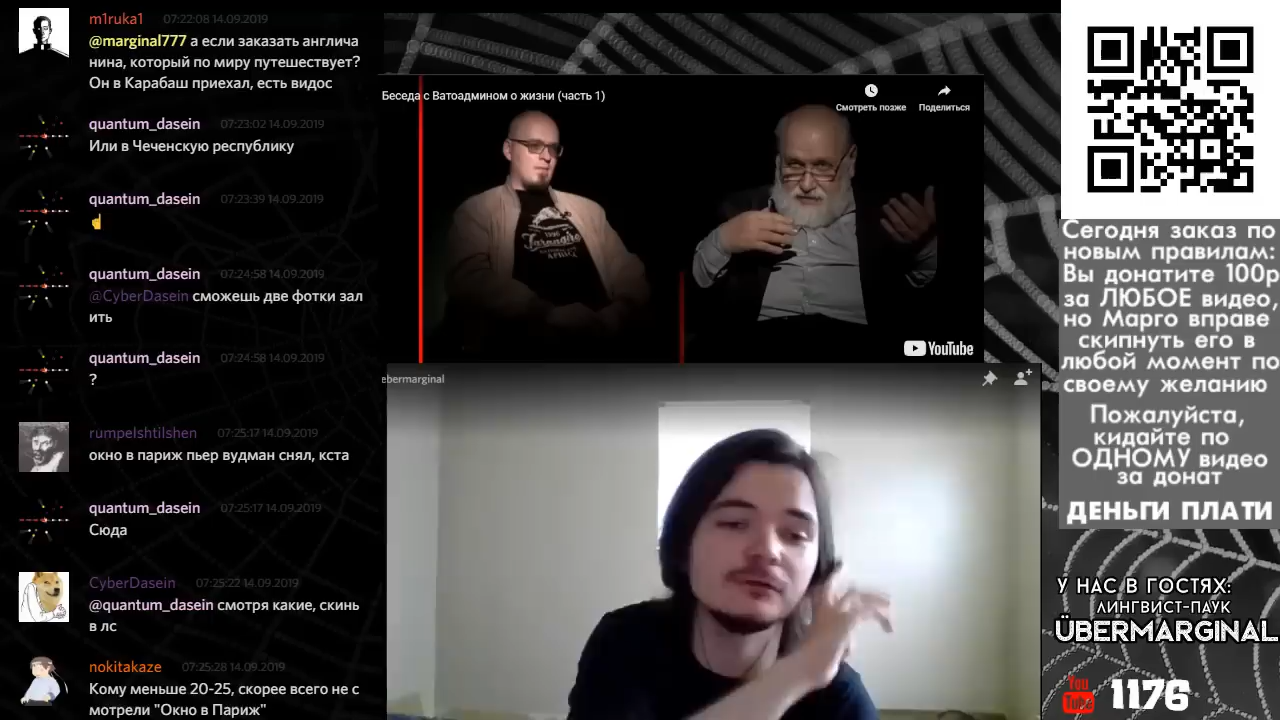 m1ruka1 07:22:08 14.09.2019
@marginal777 а если заказать англича
нина, который по миру путешествует?
Он в Карабаш приехал, есть видос
quantum_dasein 07:23:02 14.09.2019
Или в Чеченскую республику
quantum_dasein 07:23:39 14.09.2019
quantum_dasein 07:24:58 14.09.2019
@CyberDasein сможешь две фотки зал
ить
quantum_dasein 07:24:58 14.09.2019
?
rumpelshtilshen 07:25:17 14.09.2019
окно в париж пьер вудман снял, кста
quantum_dasein 07:25:17 14.09.2019
Сюда
CyberDasein 07:25:22 14.09.2019
@quantum_dasein смотря какие, скинь
в лс
nokitakaze 07:25:28 14.09.2019
Кому меньше 20-25, скорее всего не с
мотрели "Окно в Париж"
Беседа с Ватоадмином о жизни (часть 1)
Смотреть позже
Поделиться
YouTube
ebermarginal
Сегодня заказ по
новым правилам:
Вы донатите 100р
за ЛЮБОЕ видео,
но Марго вправе
скипнуть его в
любой момент по
своему желанию
Пожалуйста,
кидайте по
ОДНОМУ видео
за донат
ДЕНЬГИ ПЛАТИ
У НАС В ГОСТЯХ:
ЛИНГВИСТ-ПАУК
ÜBERMARGINAL
You Tube 1176